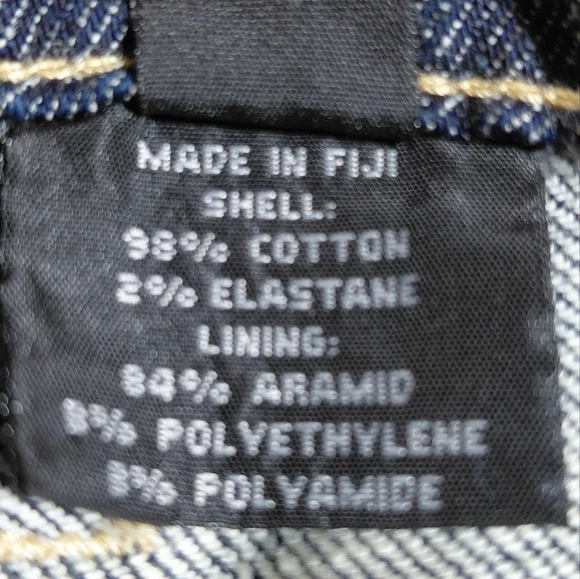 MADE IN FIJI
SHELL:
98% COTTON
2% ELASTANE
LINING:
84% ARAMID
8% POLYETHYLENE
8% POLYAMIDE